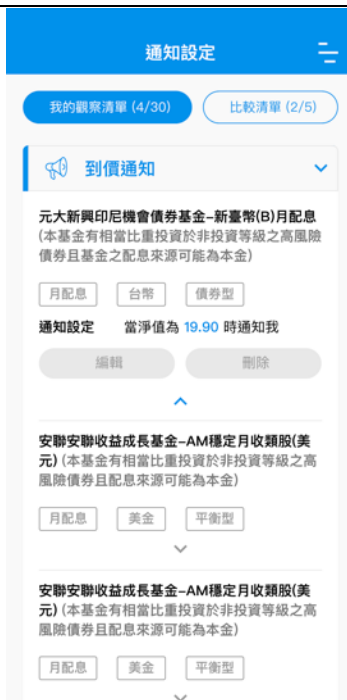 通知設定
我的觀察清單 (4/30)
比較清單 (2/5)
到價通知
元大新興印尼機會債券基金–新臺幣(B)月配息
(本基金有相當比重投資於非投資等級之高風險
債券且基金之配息來源可能為本金)
月配息 台幣 債券型
通知設定 當淨值為 19.90 時通知我
編輯 刪除
安聯安聯收益成長基金–AM穩定月收類股(美
元) (本基金有相當比重投資於非投資等級之高
風險債券且配息來源可能為本金)
月配息 美金 平衡型
安聯安聯收益成長基金–AM穩定月收類股(美
元) (本基金有相當比重投資於非投資等級之高
風險債券且配息來源可能為本金)
月配息 美金 平衡型